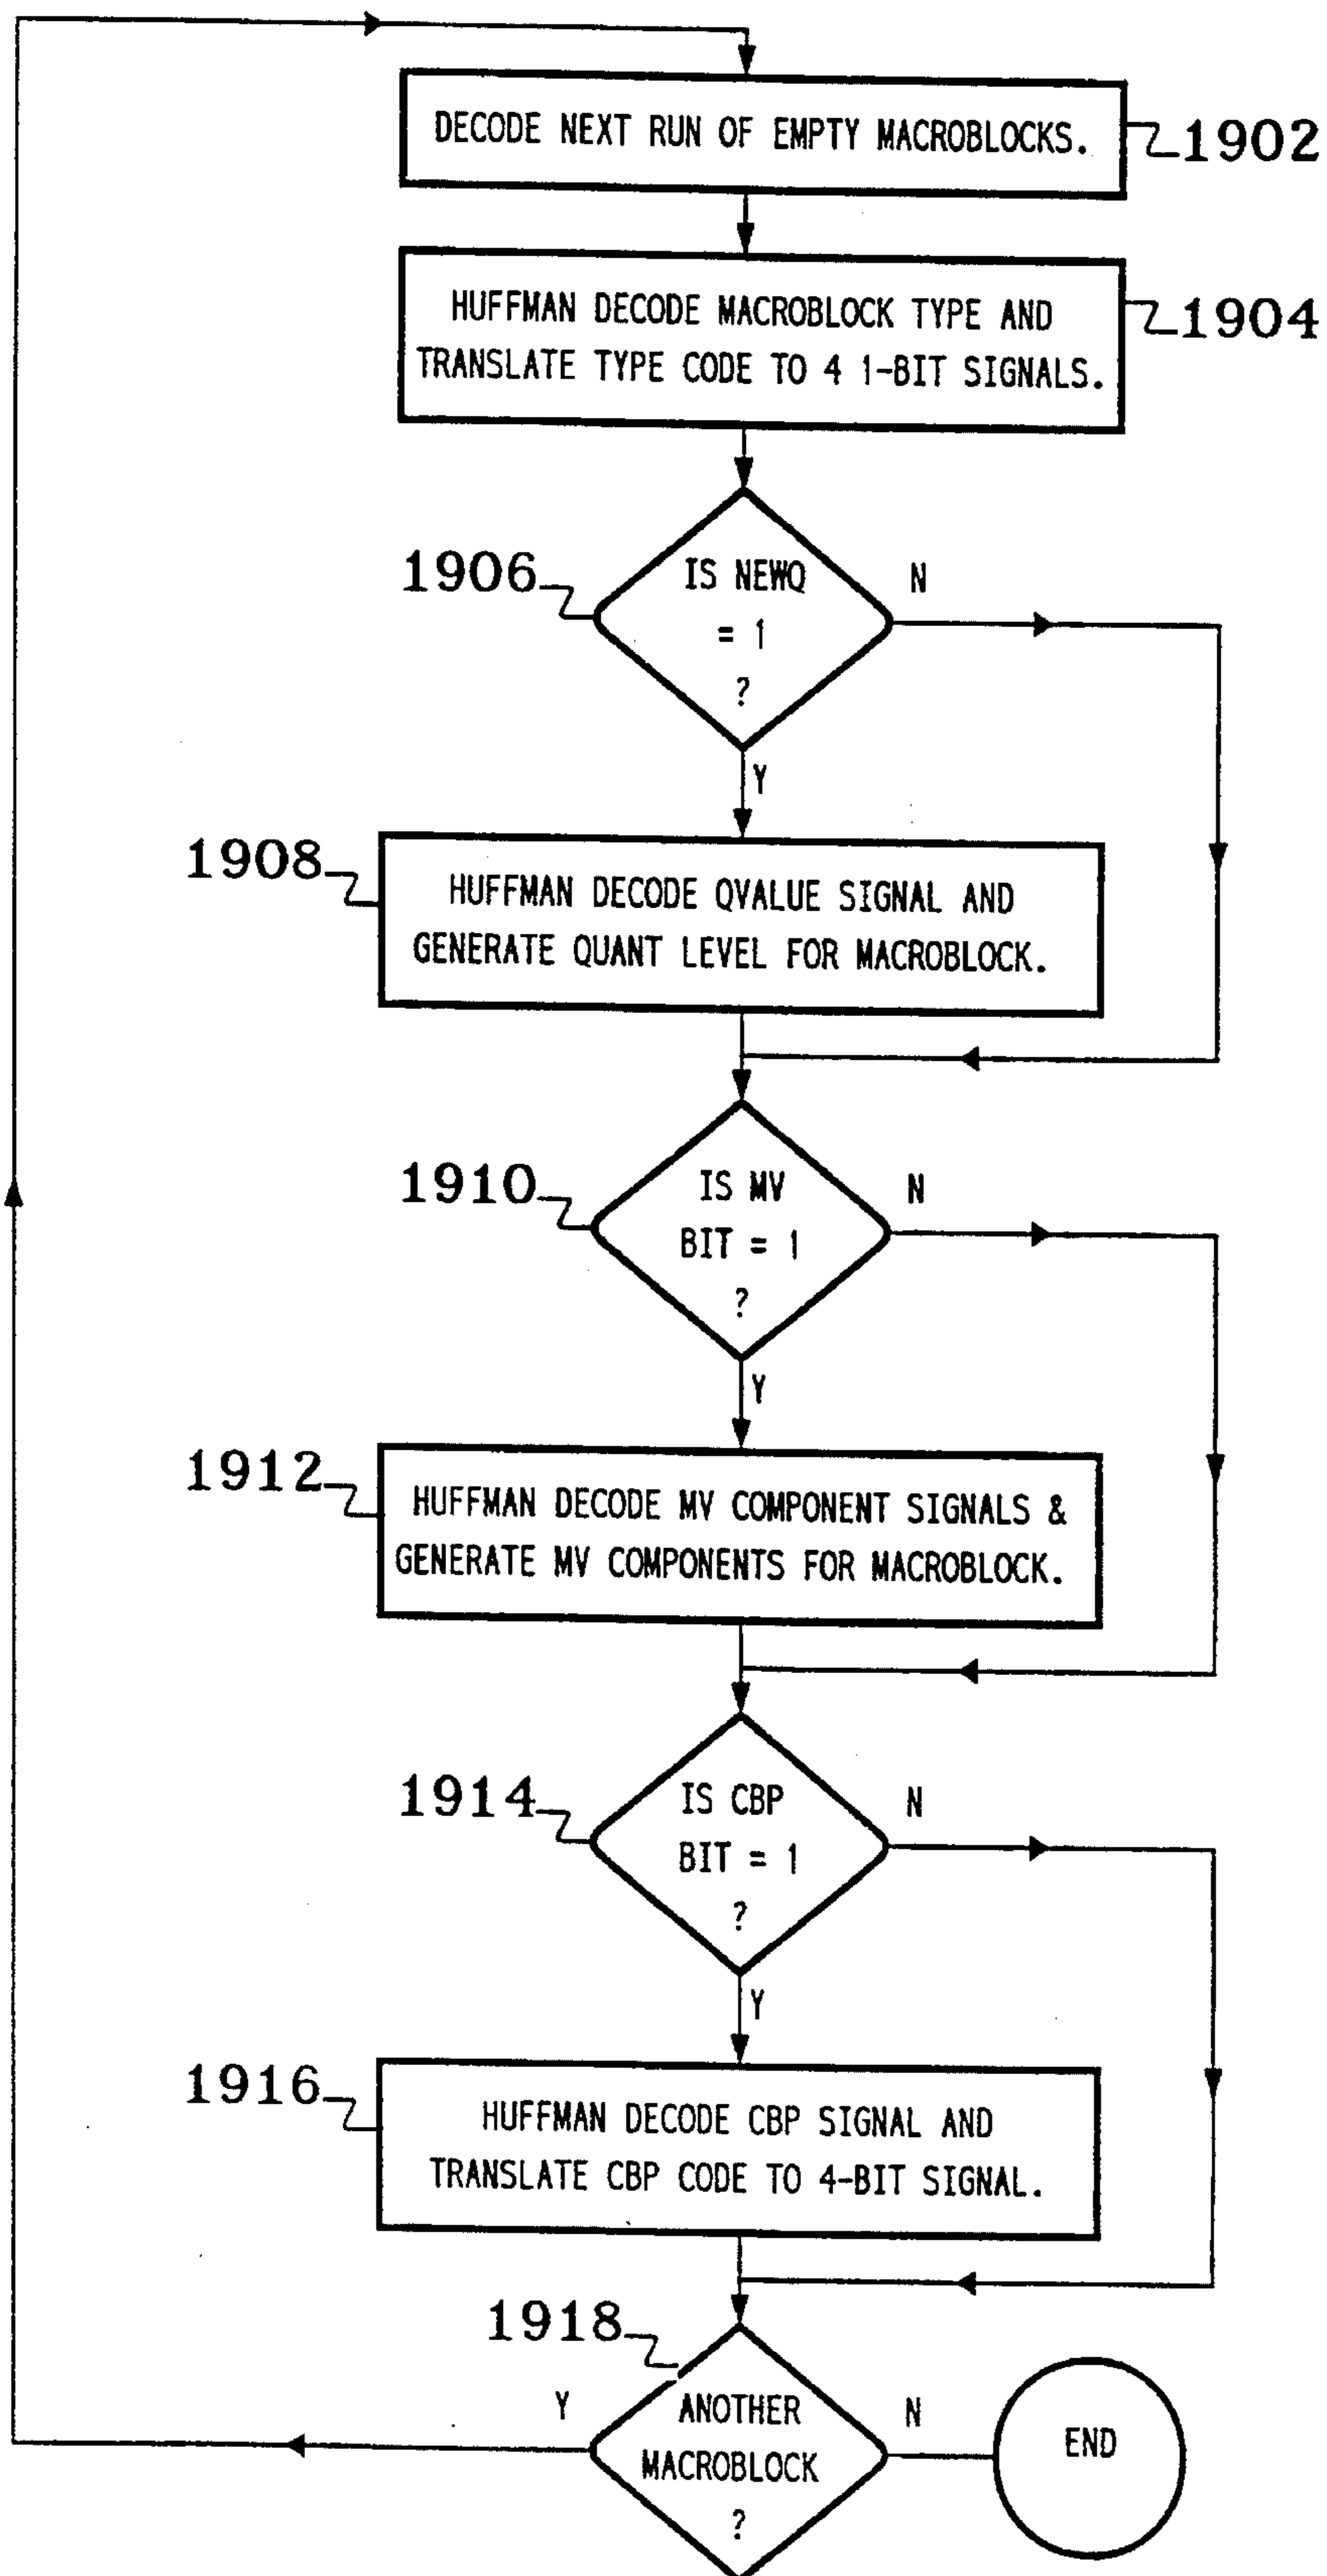 DECODE NEXT RUN OF EMPTY MACROBLOCKS.
1902
HUFFMAN DECODE MACROBLOCK TYPE AND
TRANSLATE TYPE CODE TO 4 1-BIT SIGNALS.
1904
1906
IS NEWQ
= 1
?
N
Y
1908
HUFFMAN DECODE QVALUE SIGNAL AND
GENERATE QUANT LEVEL FOR MACROBLOCK.
1910
IS MV
BIT = 1
?
N
Y
1912
HUFFMAN DECODE MV COMPONENT SIGNALS &
GENERATE MV COMPONENTS FOR MACROBLOCK.
1914
IS CBP
BIT = 1
?
N
Y
1916
HUFFMAN DECODE CBP SIGNAL AND
TRANSLATE CBP CODE TO 4-BIT SIGNAL.
1918
Y
ANOTHER
MACROBLOCK
?
N
END